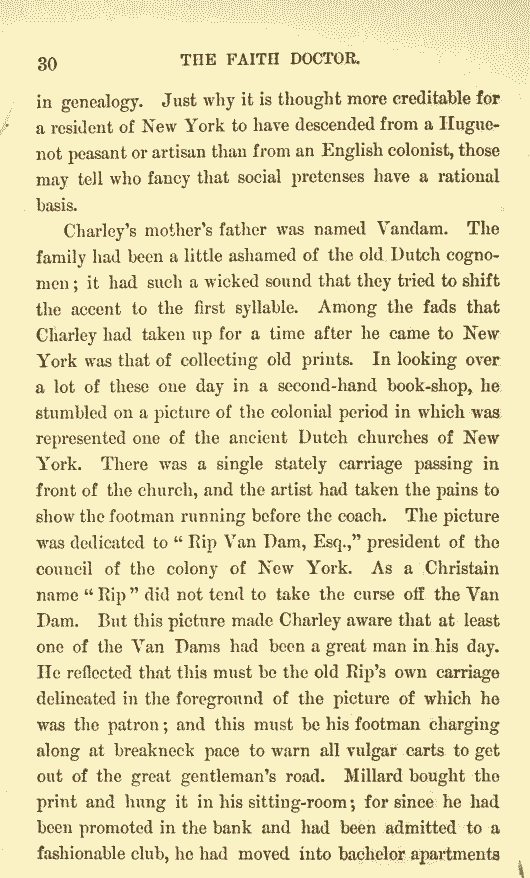 30
THE FAITH DOCTOR.
in genealogy. Just why it is thought more creditable for
a resident of New York to have descended from a Hugue-
not peasant or artisan than from an English colonist, those
may tell who fancy that social pretenses have a rational
basis.
Charley's mother's father was named Vandam. The
family had been a little ashamed of the old Dutch cogno-
men; it had such a wicked sound that they tried to shift
the accent to the first syllable. Among the fads that
Charley had taken up for a time after he came to New
York was that of collecting old prints. In looking over
a lot of these one day in a second-hand book-shop, he
stumbled on a picture of the colonial period in which was
represented one of the ancient Dutch churches of New
York. There was a single stately carriage passing in
front of the church, and the artist had taken the pains to
show the footman running before the coach. The picture
was dedicated to "Rip Van Dam, Esq.," president of the
council of the colony of New York. As a Christain
name "Rip" did not tend to take the curse off the Van
Dam. But this picture made Charley aware that at least
one of the Van Dams had been a great man in his day.
He reflected that this must be the old Rip's own carriage
delineated in the foreground of the picture of which he
was the patron; and this must be his footman charging
along at breakneck pace to warn all vulgar carts to get
out of the great gentleman's road. Millard bought the
print and hung it in his sitting-room; for since he had
been promoted in the bank and had been admitted to a
fashionable club, he had moved into bachelor apartments